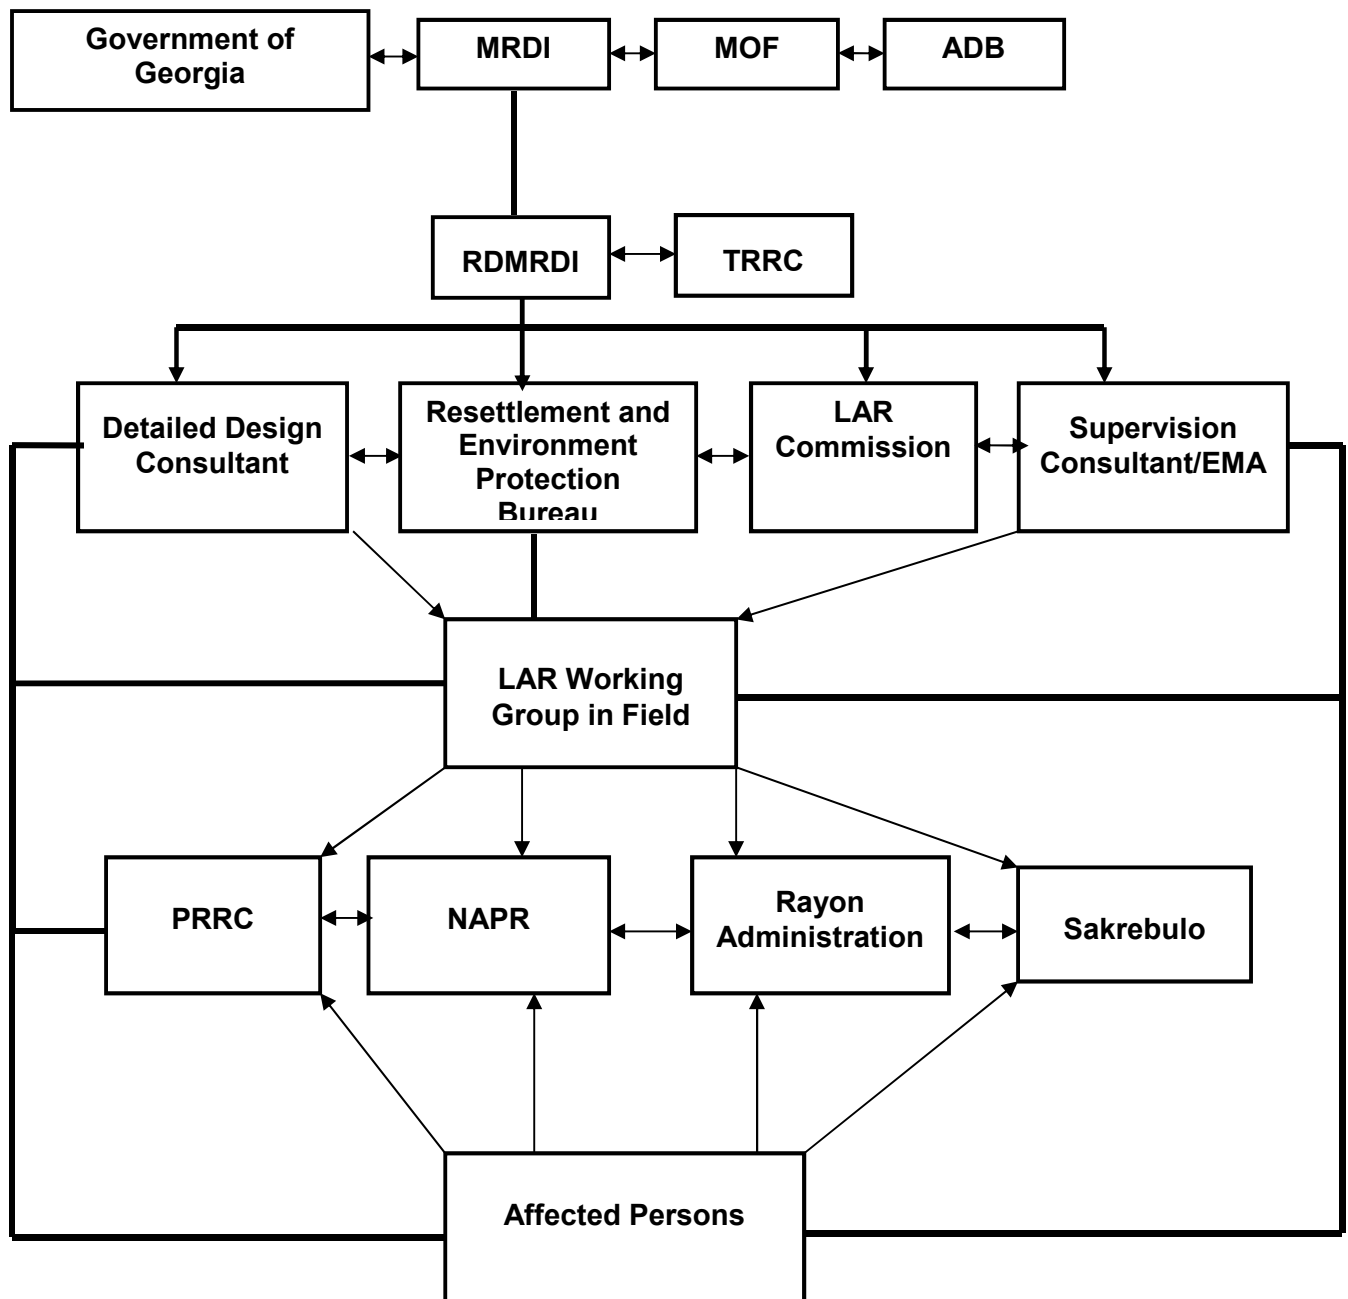 Government of
Georgia
MRDI
MOF
ADB
RDMRDI
TRRC
Detailed Design
Consultant
Resettlement and
Environment
Protection
Bureau
LAR
Commission
Supervision
Consultant/EMA
LAR Working
Group in Field
PRRC
NAPR
Rayon
Administration
Sakrebulo
Affected Persons